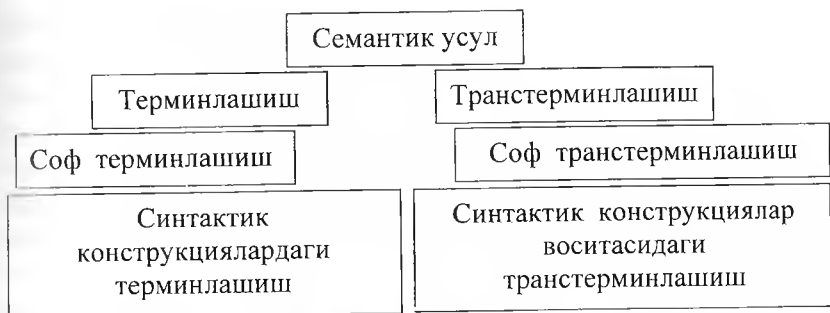 Семантик усул
Терминлашиш
Транстерминлашиш
Соф терминлашиш
Соф транстерминлашиш
Синтактик
конструкциялардаги
терминлашиш
Синтактик конструкциялар
воситасидаги
транстерминлашиш